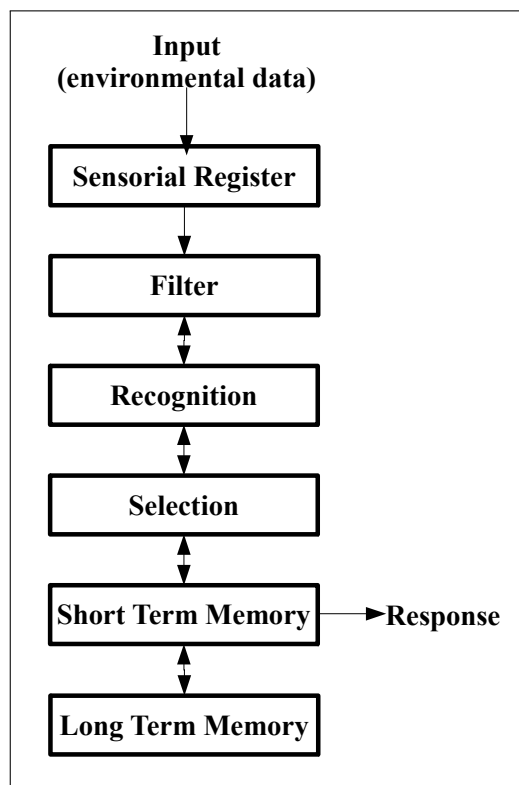 Input
(environmental data)
Sensorial Register
Filter
Recognition
Selection
Short Term Memory
Response
Long Term Memory